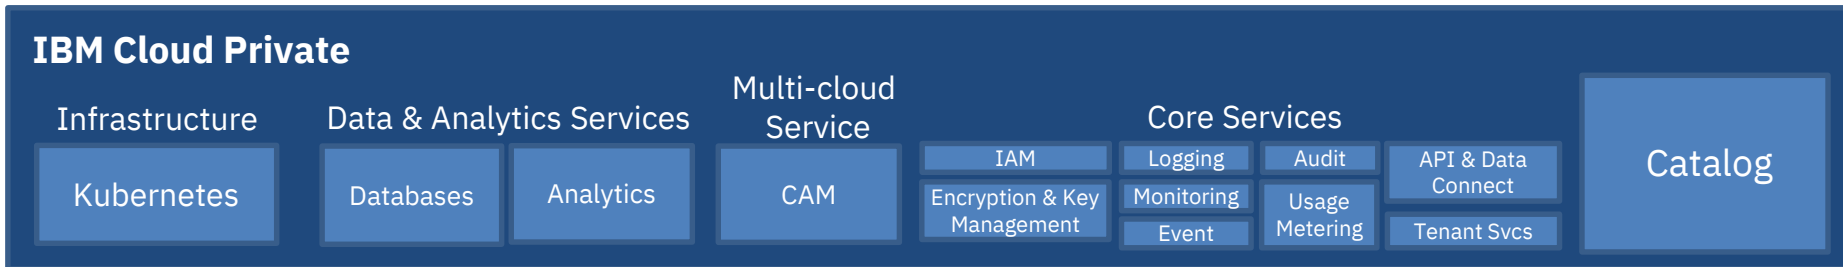 IBM Cloud Private
Infrastructure
Kubernetes
Data & Analytics Services
Databases
Analytics
Multi-cloud
Service
CAM
Core Services
IAM
Encryption & Key
Management
Logging
Monitoring
Event
Audit
Usage
Metering
API & Data
Connect
Tenant Svcs
Catalog